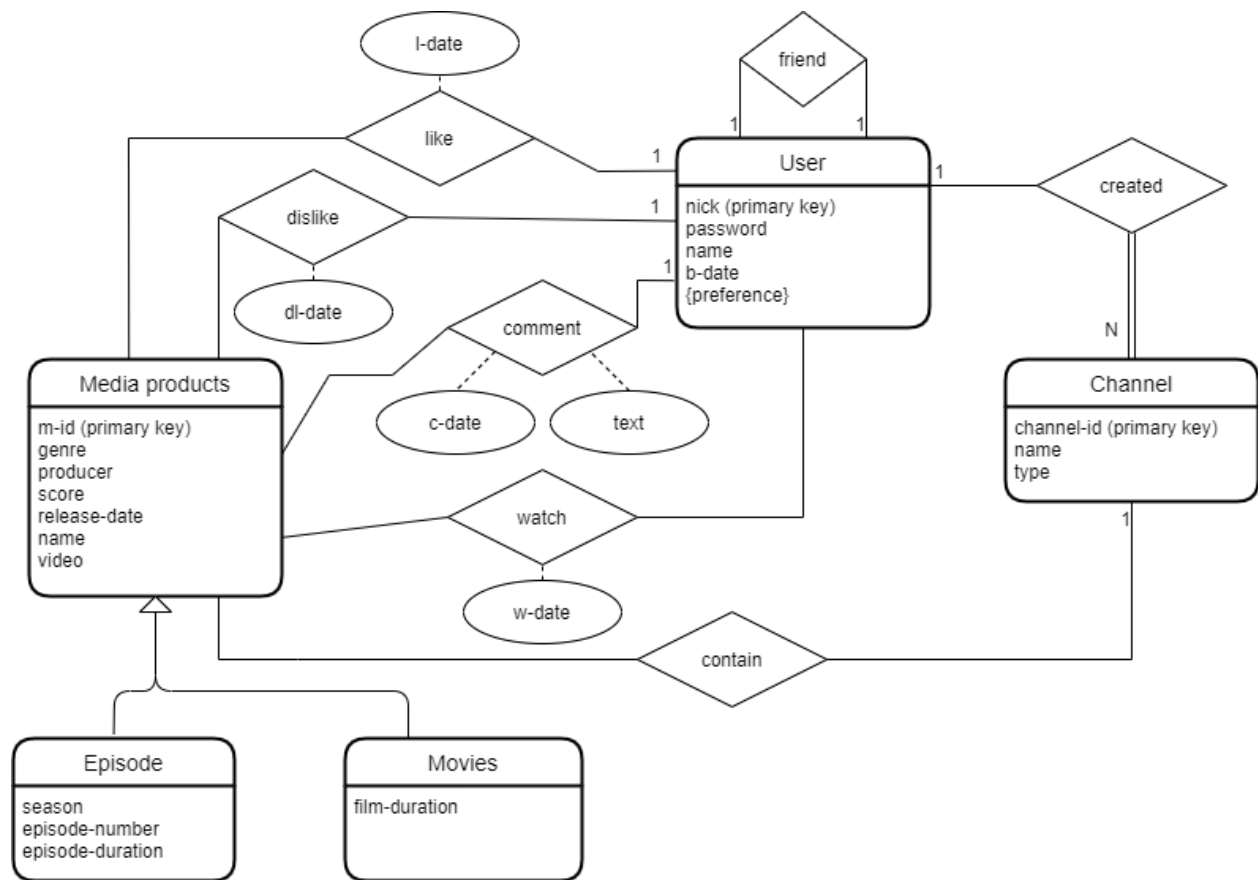 l-date
friend
like
1
1
1
User
1
created
dislike
1
nick (primary key)
password
name
b-date
{preference}
dl-date
1
comment
N
Media products
Channel
c-date
text
m-id (primary key)
genre
producer
score
release-date
name
video
channel-id (primary key)
name
type
watch
1
w-date
contain
Episode
Movies
season
episode-number
episode-duration
film-duration